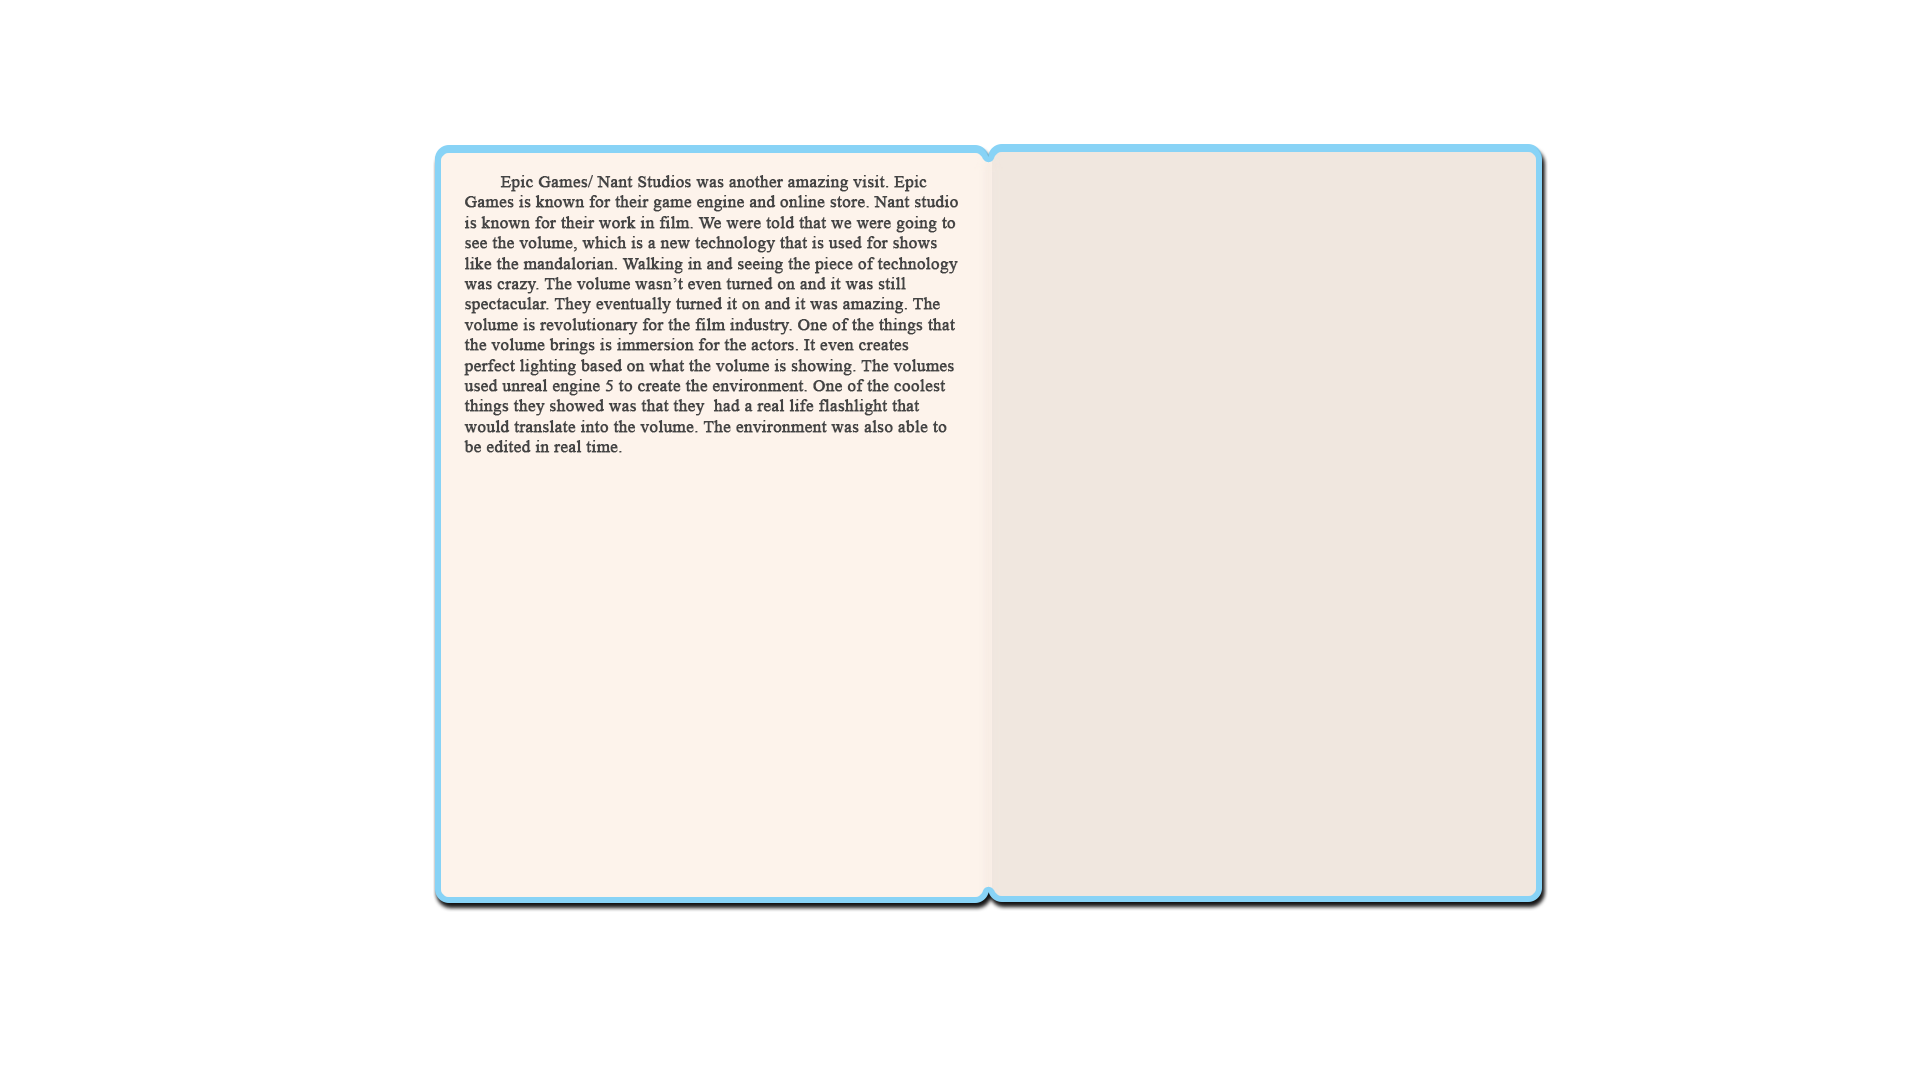 Epic Games/ Nant Studios was another amazing visit. Epic
Games is known for their game engine and online store. Nant studio
is known for their work in film. We were told that we were going to
see the volume, which is a new technology that is used for shows
like the mandalorian. Walking in and seeing the piece of technology
was crazy. The volume wasn’t even turned on and it was still
spectacular. They eventually turned it on and it was amazing. The
volume is revolutionary for the film industry. One of the things that
the volume brings is immersion for the actors. It even creates
perfect lighting based on what the volume is showing. The volumes
used unreal engine 5 to create the environment. One of the coolest
things they showed was that they  had a real life flashlight that
would translate into the volume. The environment was also able to
be edited in real time.